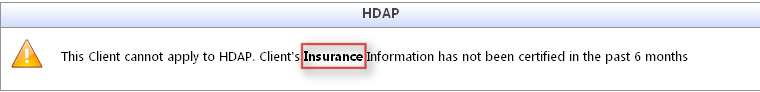 HDAP
This Client cannot apply to HDAP. Client's Insurance Information has not been certified in the past 6 months